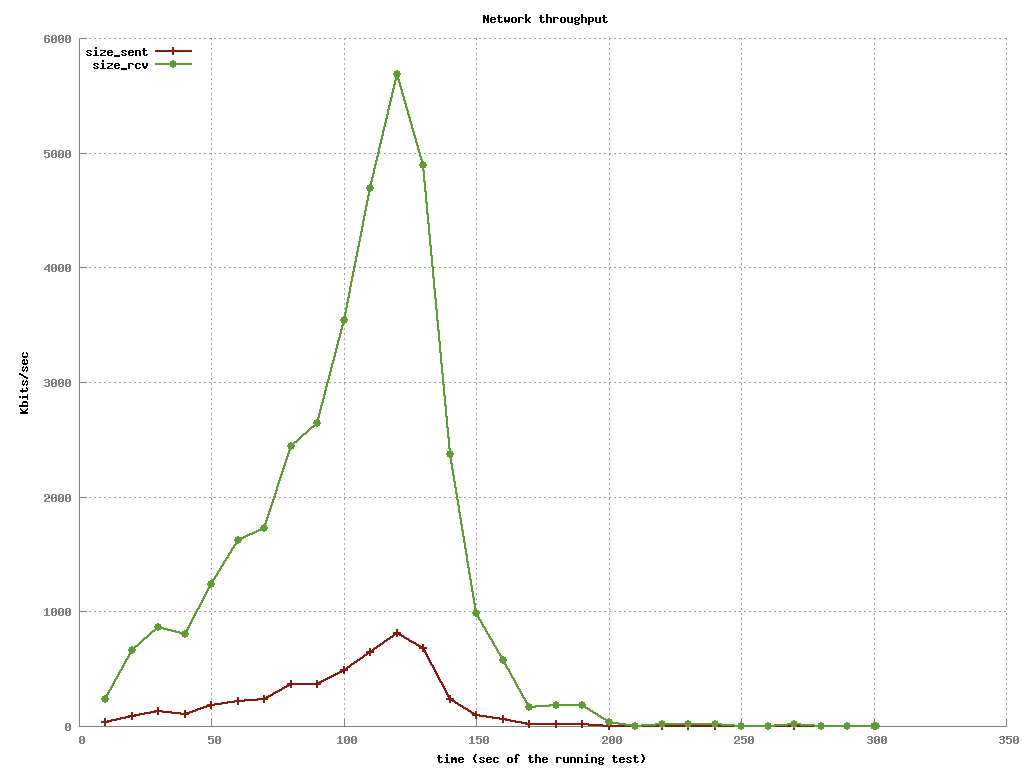 Network throughput
size_sent
size_rcv
6000
5000
4000
3000
2000
1000
0
Kbits/sec
0 50 100 150 200 250 300 350
time (sec of the running test)